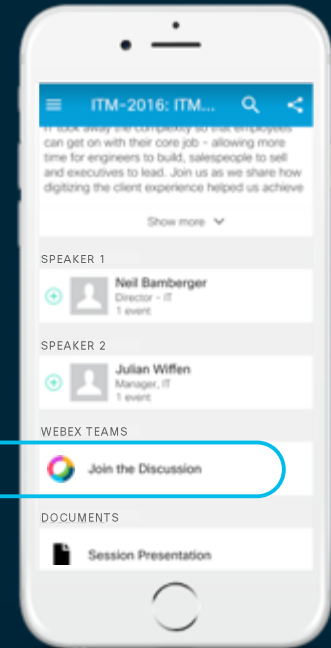 ITM-2016: ITM...
IT took away the complexity so that employees
can get on with their core job - allowing more
time for engineers to build, salespeople to sell
and executives to lead. Join us as we share how
digitizing the client experience helped us achieve
Show more
SPEAKER 1
Neil Bamberger
Director - IT
1 event
SPEAKER 2
Julian Wiffen
Manager, IT
1 event
WEBEX TEAMS
Join the Discussion
DOCUMENTS
Session Presentation